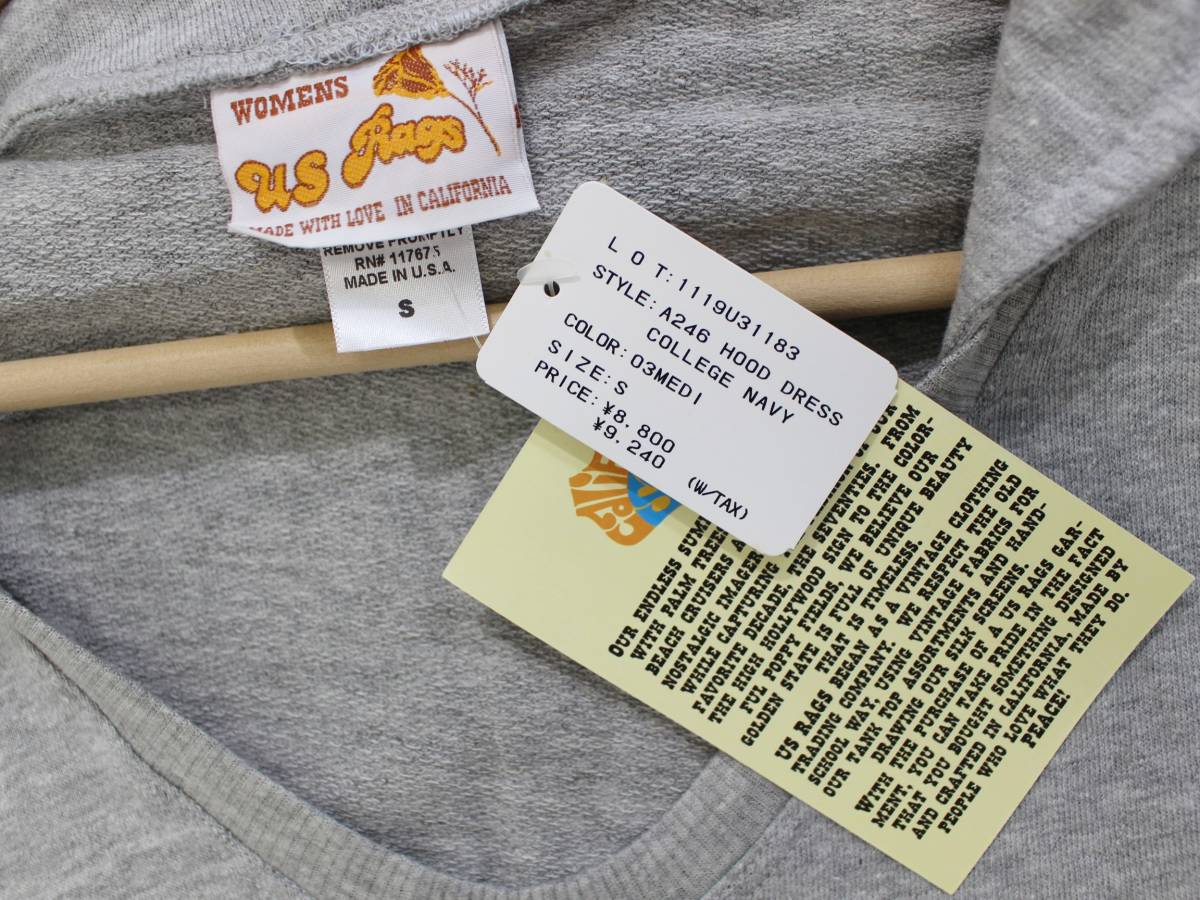 WOMENS
US Rags
MADE WITH LOVE IN CALIFORNIA
REMOVE PROMPTLY
RN# 117675
MADE IN U.S.A.
S
LOT:1119U31183
STYLE:A246 HOOD DRESS
COLLEGE NAVY
COLOR:03MEDI
SIZE:S
PRICE:¥8.800
¥9.240
(W/TAX)
OUR ENDLESS
WITH PALM TREES
BEACH CRUISERS
NOSTALGIC IMAGER
WHILE CAPTURING OUR
FAVORITE DECADE, THE SEVENTIES. FROM
THE HIGH HOLLYWOOD SIGN TO THE COLOR-
FUL POPPY FIELDS, WE BELIEVE OUR
GOLDEN STATE IS FULL OF UNIQUE BEAUTY
THAT IS TIMELESS.
US RAGS BEGAN AS A VINTAGE CLOTHING
TRADING COMPANY. WE RESPECT THE OLD
SCHOOL WAY, USING VINTAGE FABRICS FOR
OUR TANK TOP ASSORTMENTS AND HAND-
DRAWING OUR SILK SCREENS.
WITH THE PURCHASE OF A US RAGS GAR-
MENT, YOU CAN TAKE PRIDE IN THE FACT
THAT YOU BOUGHT SOMETHING DESIGNED
AND CRAFTED IN CALIFORNIA, MADE BY
PEOPLE WHO LOVE WHAT THEY DO.
PEACE!